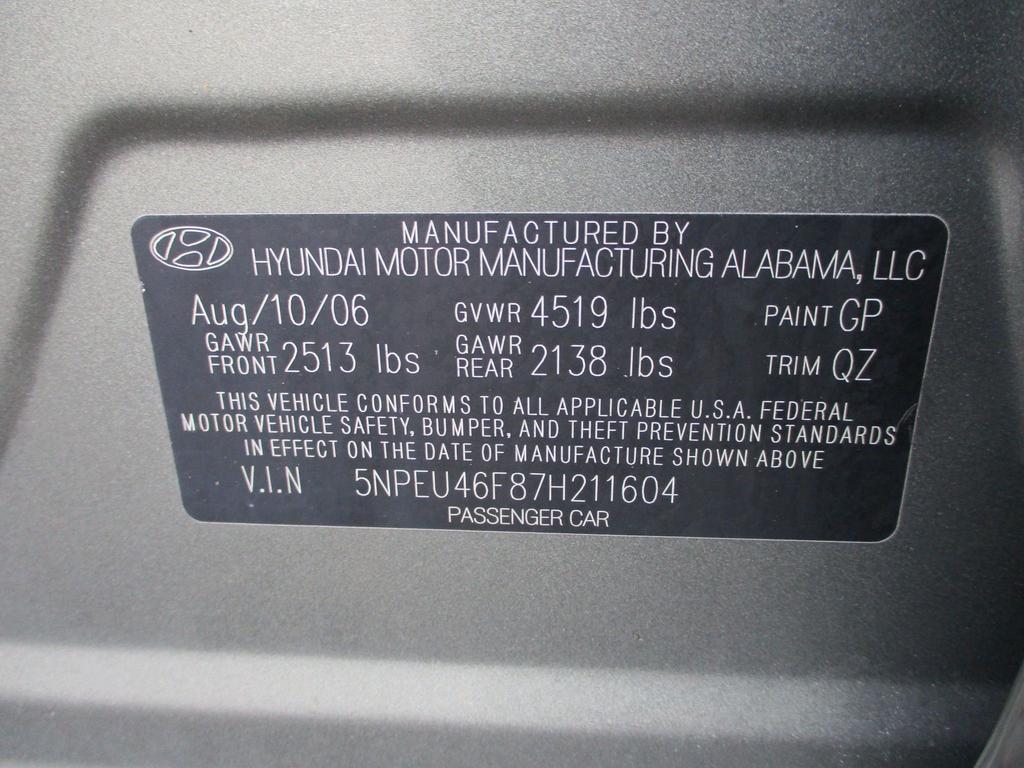 MANUFACTURED BY
HYUNDAI MOTOR MANUFACTURING ALABAMA, LLC
Aug/10/06 GVWR 4519 lbs PAINT GP
GAWR FRONT 2513 lbs GAWR REAR 2138 lbs TRIM QZ
THIS VEHICLE CONFORMS TO ALL APPLICABLE U.S.A. FEDERAL
MOTOR VEHICLE SAFETY, BUMPER, AND THEFT PREVENTION STANDARDS
IN EFFECT ON THE DATE OF MANUFACTURE SHOWN ABOVE
V.I.N 5NPEU46F87H211604
PASSENGER CAR